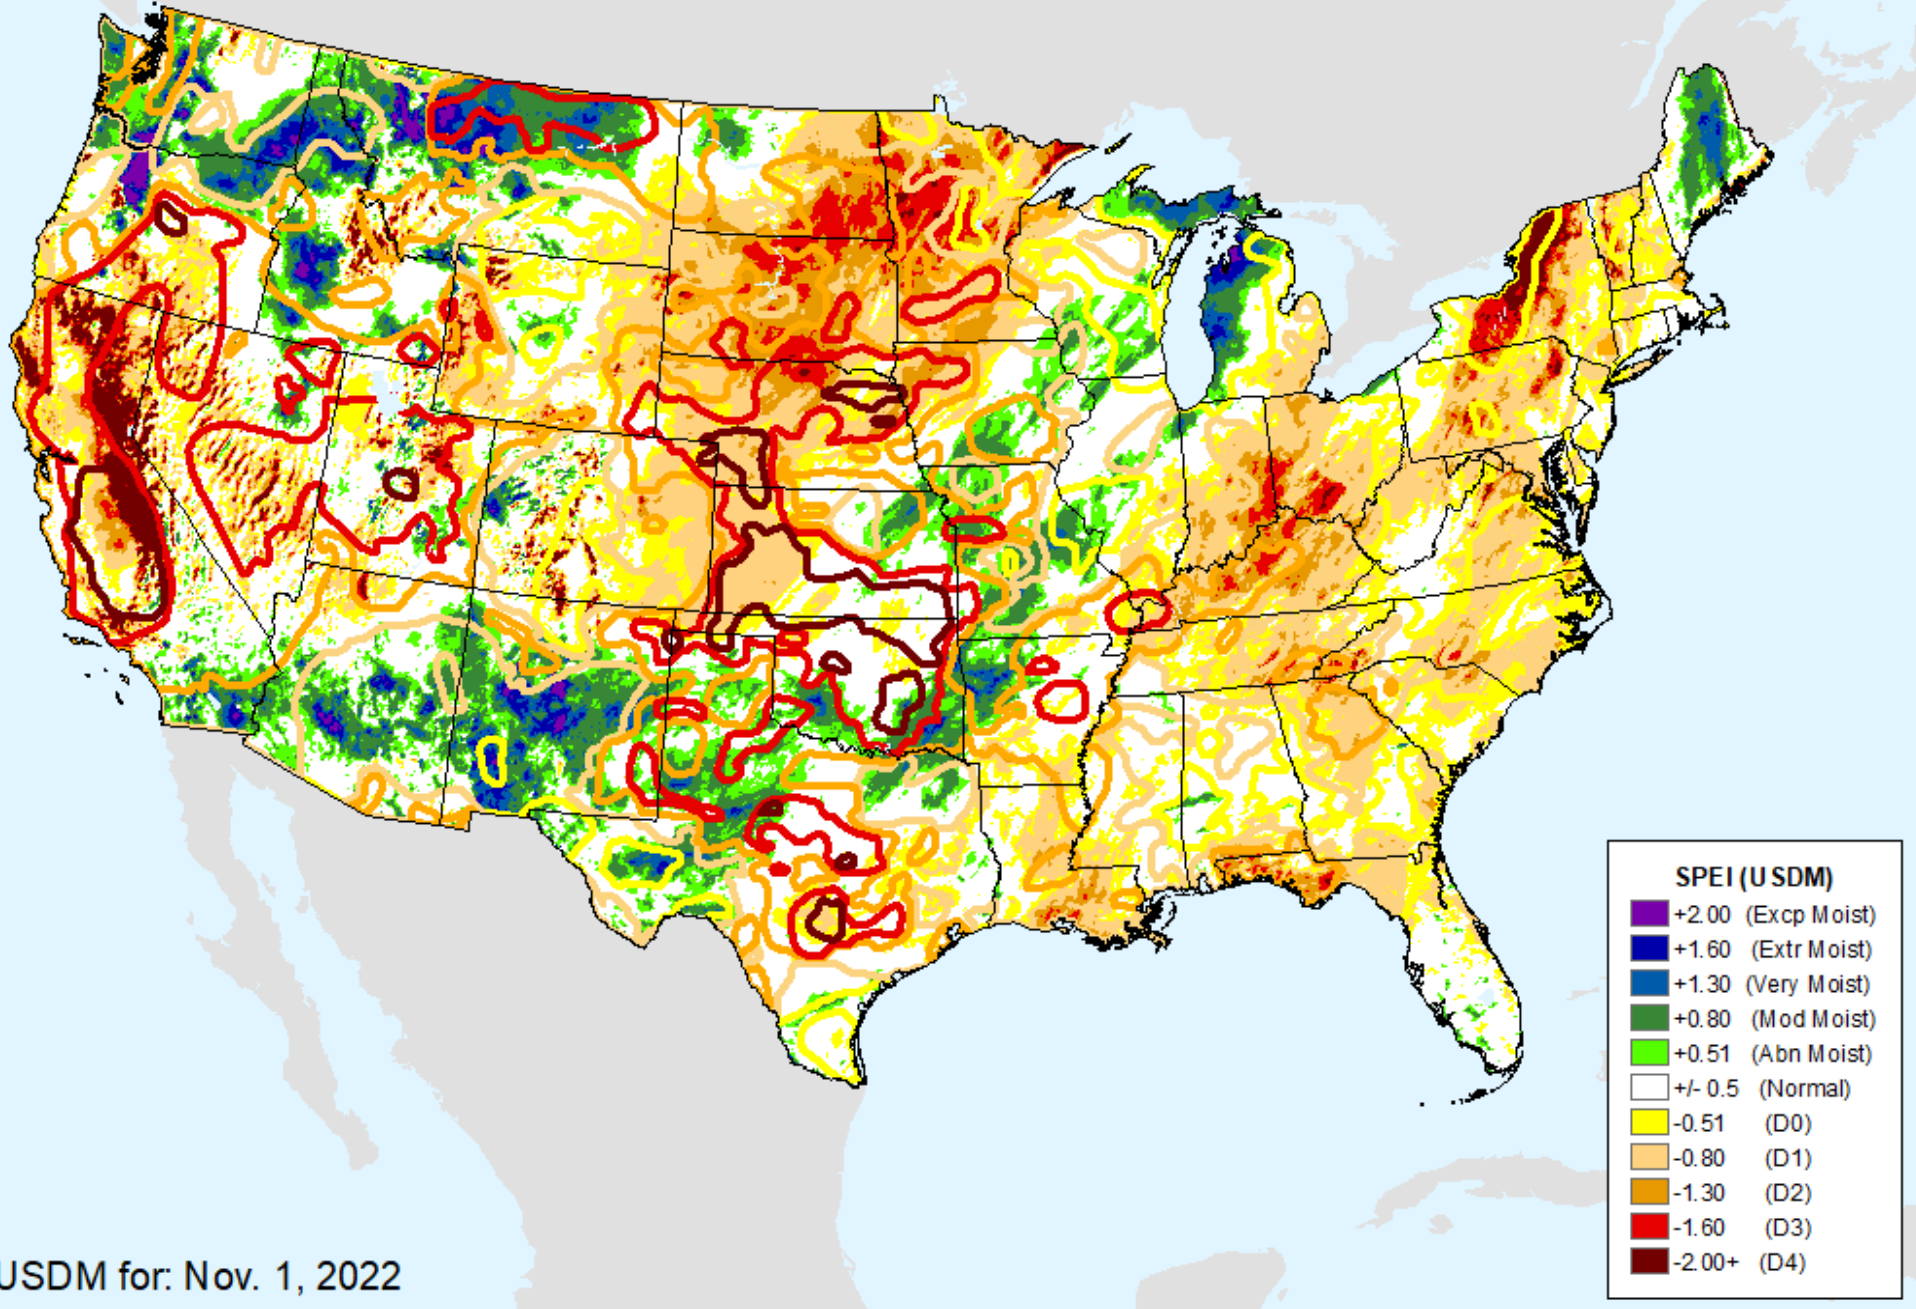 SPEI (USDM)
+2.00 (Excp Moist)
+1.60 (Extr Moist)
+1.30 (Very Moist)
+0.80 (Mod Moist)
+0.51 (Abn Moist)
+/- 0.5 (Normal)
-0.51 (D0)
-0.80 (D1)
-1.30 (D2)
-1.60 (D3)
-2.00+ (D4)
USDM for: Nov. 1, 2022